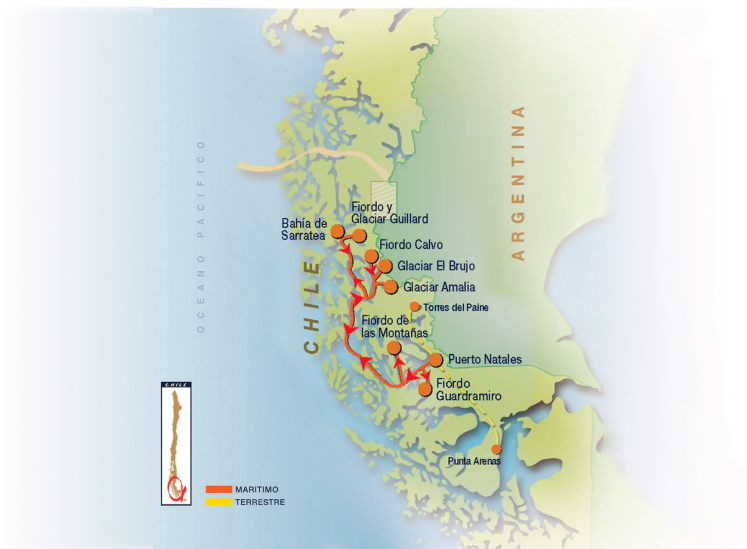 OCEANO PACIFICO
CHILE
ARGENTINA
Fiordo y
Glaciar Guillard
Bahía de
Sarratea
Fiordo Calvo
Glaciar El Brujo
Glaciar Amalia
Torres del Paine
Fiordo de
las Montañas
Puerto Natales
Fiordo
Guardramiro
Punta Arenas
CHILE
MARITIMO
TERRESTRE